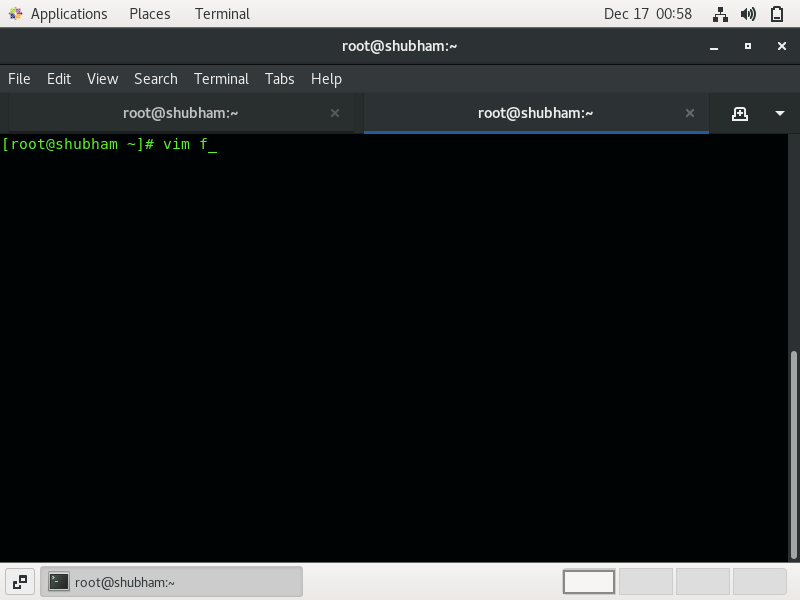 Applications Places Terminal Dec 17 00:58
root@shubham:~
File Edit View Search Terminal Tabs Help
root@shubham:~ root@shubham:~
[root@shubham ~]# vim f_
root@shubham:~